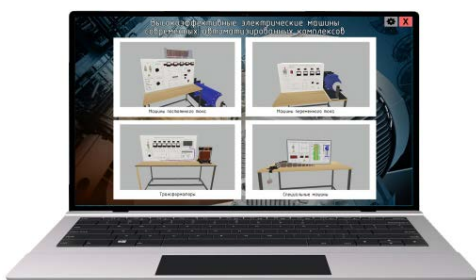 Высокоэффективные электрические машины
современных автоматизированных комплексов
X
Машины постоянного тока
Машины переменного тока
Трансформаторы
Специальные машины